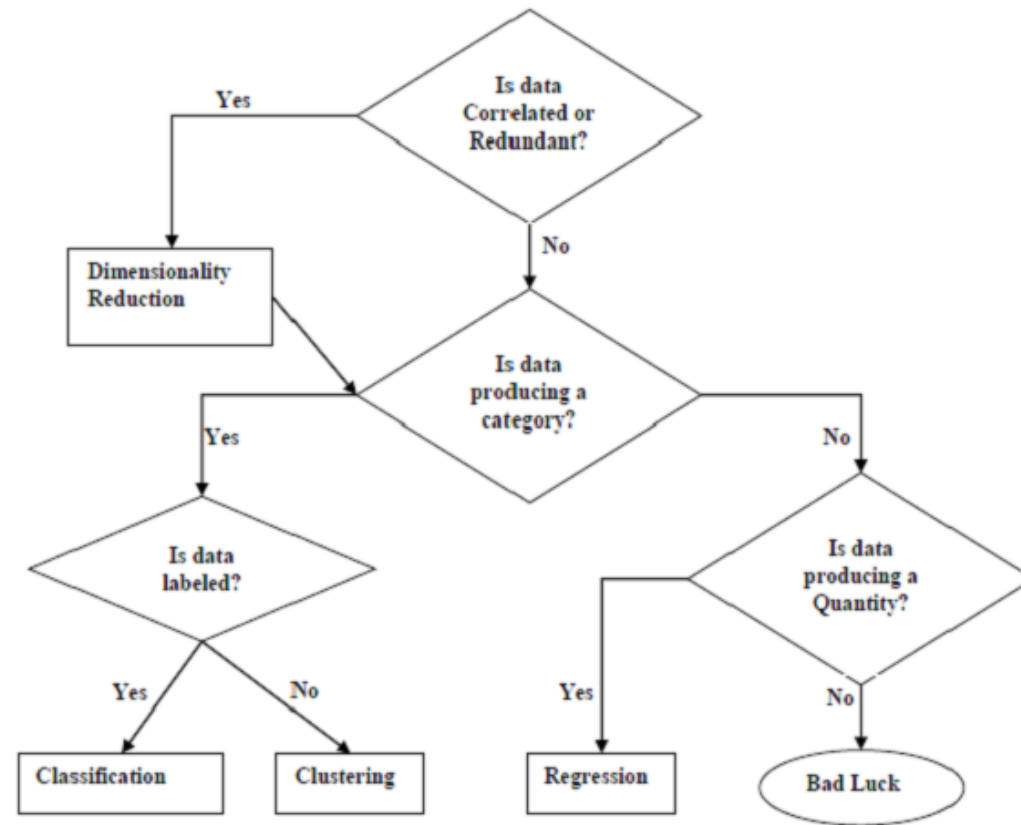 Is data
Correlated or
Redundant?
Yes
No
Dimensionality
Reduction
Is data
producing a
category?
Yes
No
Is data
labeled?
Is data
producing a
Quantity?
Yes
No
Yes
No
Classification
Clustering
Regression
Bad Luck